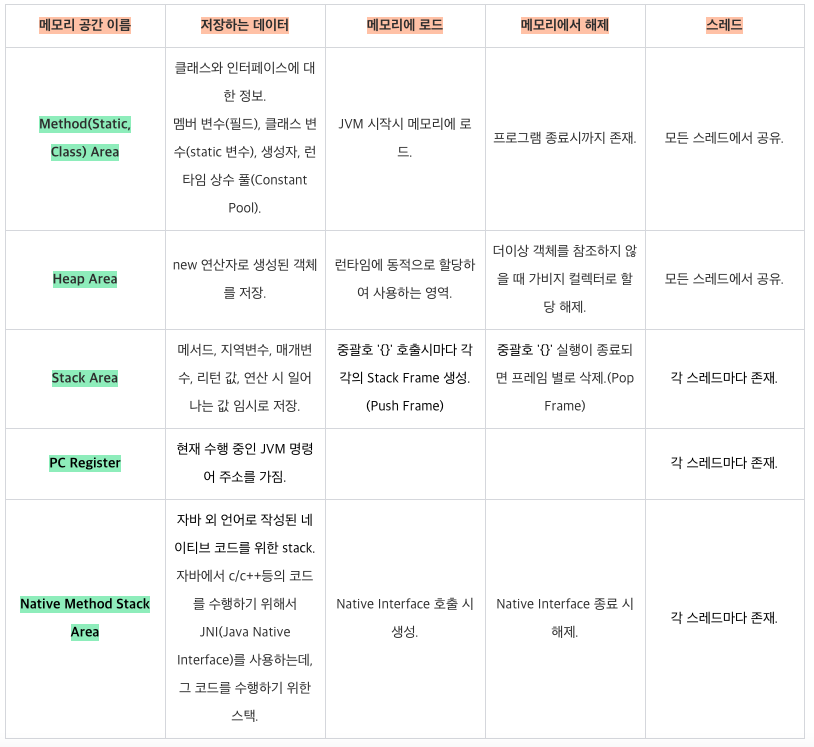 메모리 공간 이름
저장하는 데이터
메모리에 로드
메모리에서 해제
스레드
Method(Static,
Class) Area
클래스와 인터페이스에 대
한 정보.
멤버 변수(필드), 클래스 변
수(static 변수), 생성자, 런
타임 상수 풀(Constant
Pool).
JVM 시작시 메모리에 로
드.
프로그램 종료시까지 존재.
모든 스레드에서 공유.
Heap Area
new 연산자로 생성된 객체
를 저장.
런타임에 동적으로 할당하
여 사용하는 영역.
더이상 객체를 참조하지 않
을 때 가비지 컬렉터로 할
당 해제.
모든 스레드에서 공유.
Stack Area
메서드, 지역변수, 매개변
수, 리턴 값, 연산 시 일어
나는 값 임시로 저장.
중괄호 '{}' 호출시마다 각
각의 Stack Frame 생성.
(Push Frame)
중괄호 '{}' 실행이 종료되
면 프레임 별로 삭제.(Pop
Frame)
각 스레드마다 존재.
PC Register
현재 수행 중인 JVM 명령
어 주소를 가짐.
각 스레드마다 존재.
Native Method Stack
Area
자바 외 언어로 작성된 네
이티브 코드를 위한 stack.
자바에서 c/c++등의 코드
를 수행하기 위해서
JNI(Java Native
Interface)를 사용하는데,
그 코드를 수행하기 위한
스택.
Native Interface 호출 시
생성.
Native Interface 종료 시
해제.
각 스레드마다 존재.